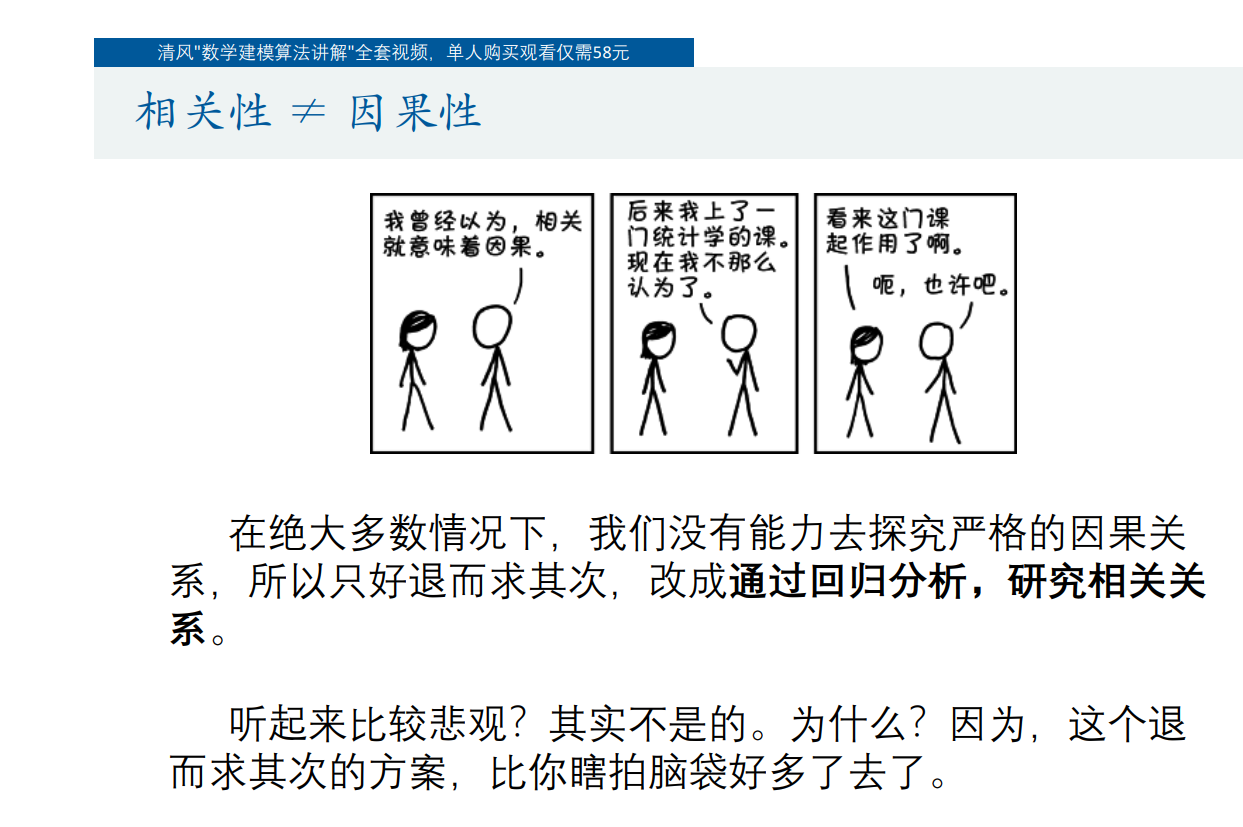 清风"数学建模算法讲解"全套视频，单人购买观看仅需58元
相关性 ≠ 因果性
我曾经以为，相关
就意味着因果。
后来我上了一
门统计学的课。
现在我不那么
认为了。
看来这门课
起作用了啊。
呃，也许吧。
在绝大多数情况下，我们没有能力去探究严格的因果关
系，所以只好退而求其次，改成通过回归分析，研究相关关
系。
听起来比较悲观？其实不是的。为什么？因为，这个退
而求其次的方案，比你瞎拍脑袋好多了去了。